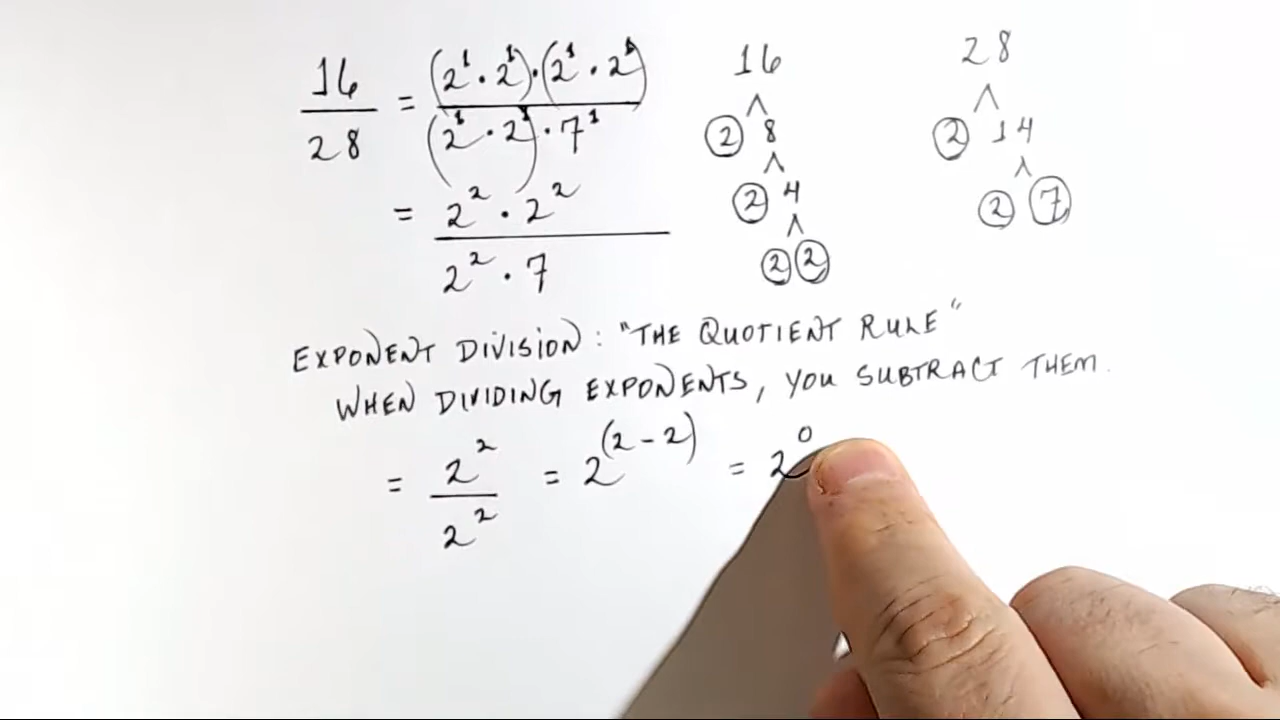 16/28 = (2¹·2¹)·(2¹·2¹)/(2¹·2¹)·7¹
= 2²·2²/2²·7
16
2 8
2 4
2 2
28
2 14
2 7
EXPONENT DIVISION: "THE QUOTIENT RULE"
WHEN DIVIDING EXPONENTS, YOU SUBTRACT THEM.
= 2²/2² = 2⁽²⁻²⁾ = 2⁰